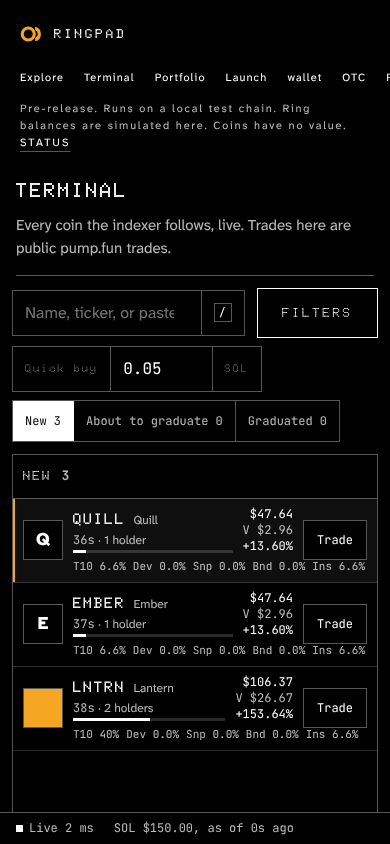 RINGPAD
Explore Terminal Portfolio Launch wallet OTC
Pre-release. Runs on a local test chain. Ring
balances are simulated here. Coins have no value.
STATUS
TERMINAL
Every coin the indexer follows, live. Trades here are
public pump.fun trades.
Name, ticker, or paste
/
FILTERS
Quick buy 0.05 SOL
New 3 About to graduate 0 Graduated 0
NEW 3
Q
QUILL Quill
36s · 1 holder
$47.64
V $2.96
+13.60%
Trade
T10 6.6% Dev 0.0% Snp 0.0% Bnd 0.0% Ins 6.6%
E
EMBER Ember
37s · 1 holder
$47.64
V $2.96
+13.60%
Trade
T10 6.6% Dev 0.0% Snp 0.0% Bnd 0.0% Ins 6.6%
LNTRN Lantern
38s · 2 holders
$106.37
V $26.67
+153.64%
Trade
T10 40% Dev 0.0% Snp 0.0% Bnd 0.0% Ins 6.6%
Live 2 ms SOL $150.00, as of 0s ago